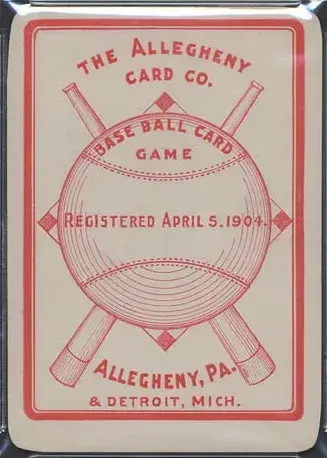 THE ALLEGHENY
CARD CO.
BASE BALL CARD
GAME
REGISTERED APRIL 5, 1904.
ALLEGHENY, PA.
& DETROIT, MICH.